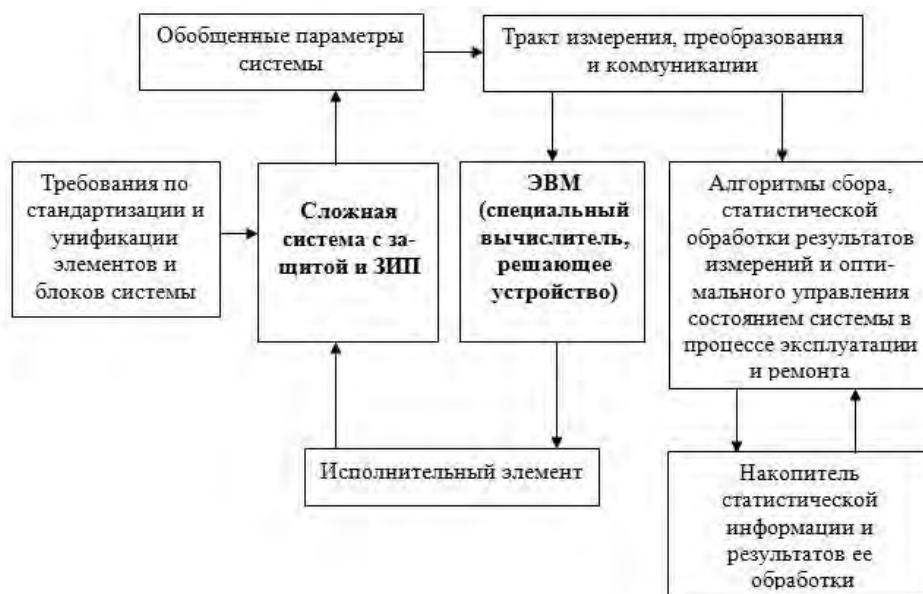 Обобщенные параметры
системы
Тракт измерения, преобразования
и коммуникации
Требования по
стандартизации и
унификации
элементов и
блоков системы
Сложная
система с за-
щитой и ЗИП
ЭВМ
(специальный
вычислитель,
решающее
устройство)
Алгоритмы сбора,
статистической
обработки результатов
измерений и опти-
мального управления
состоянием системы в
процессе эксплуатации
и ремонта
Исполнительный элемент
Накопитель
статистической
информации и
результатов ее
обработки